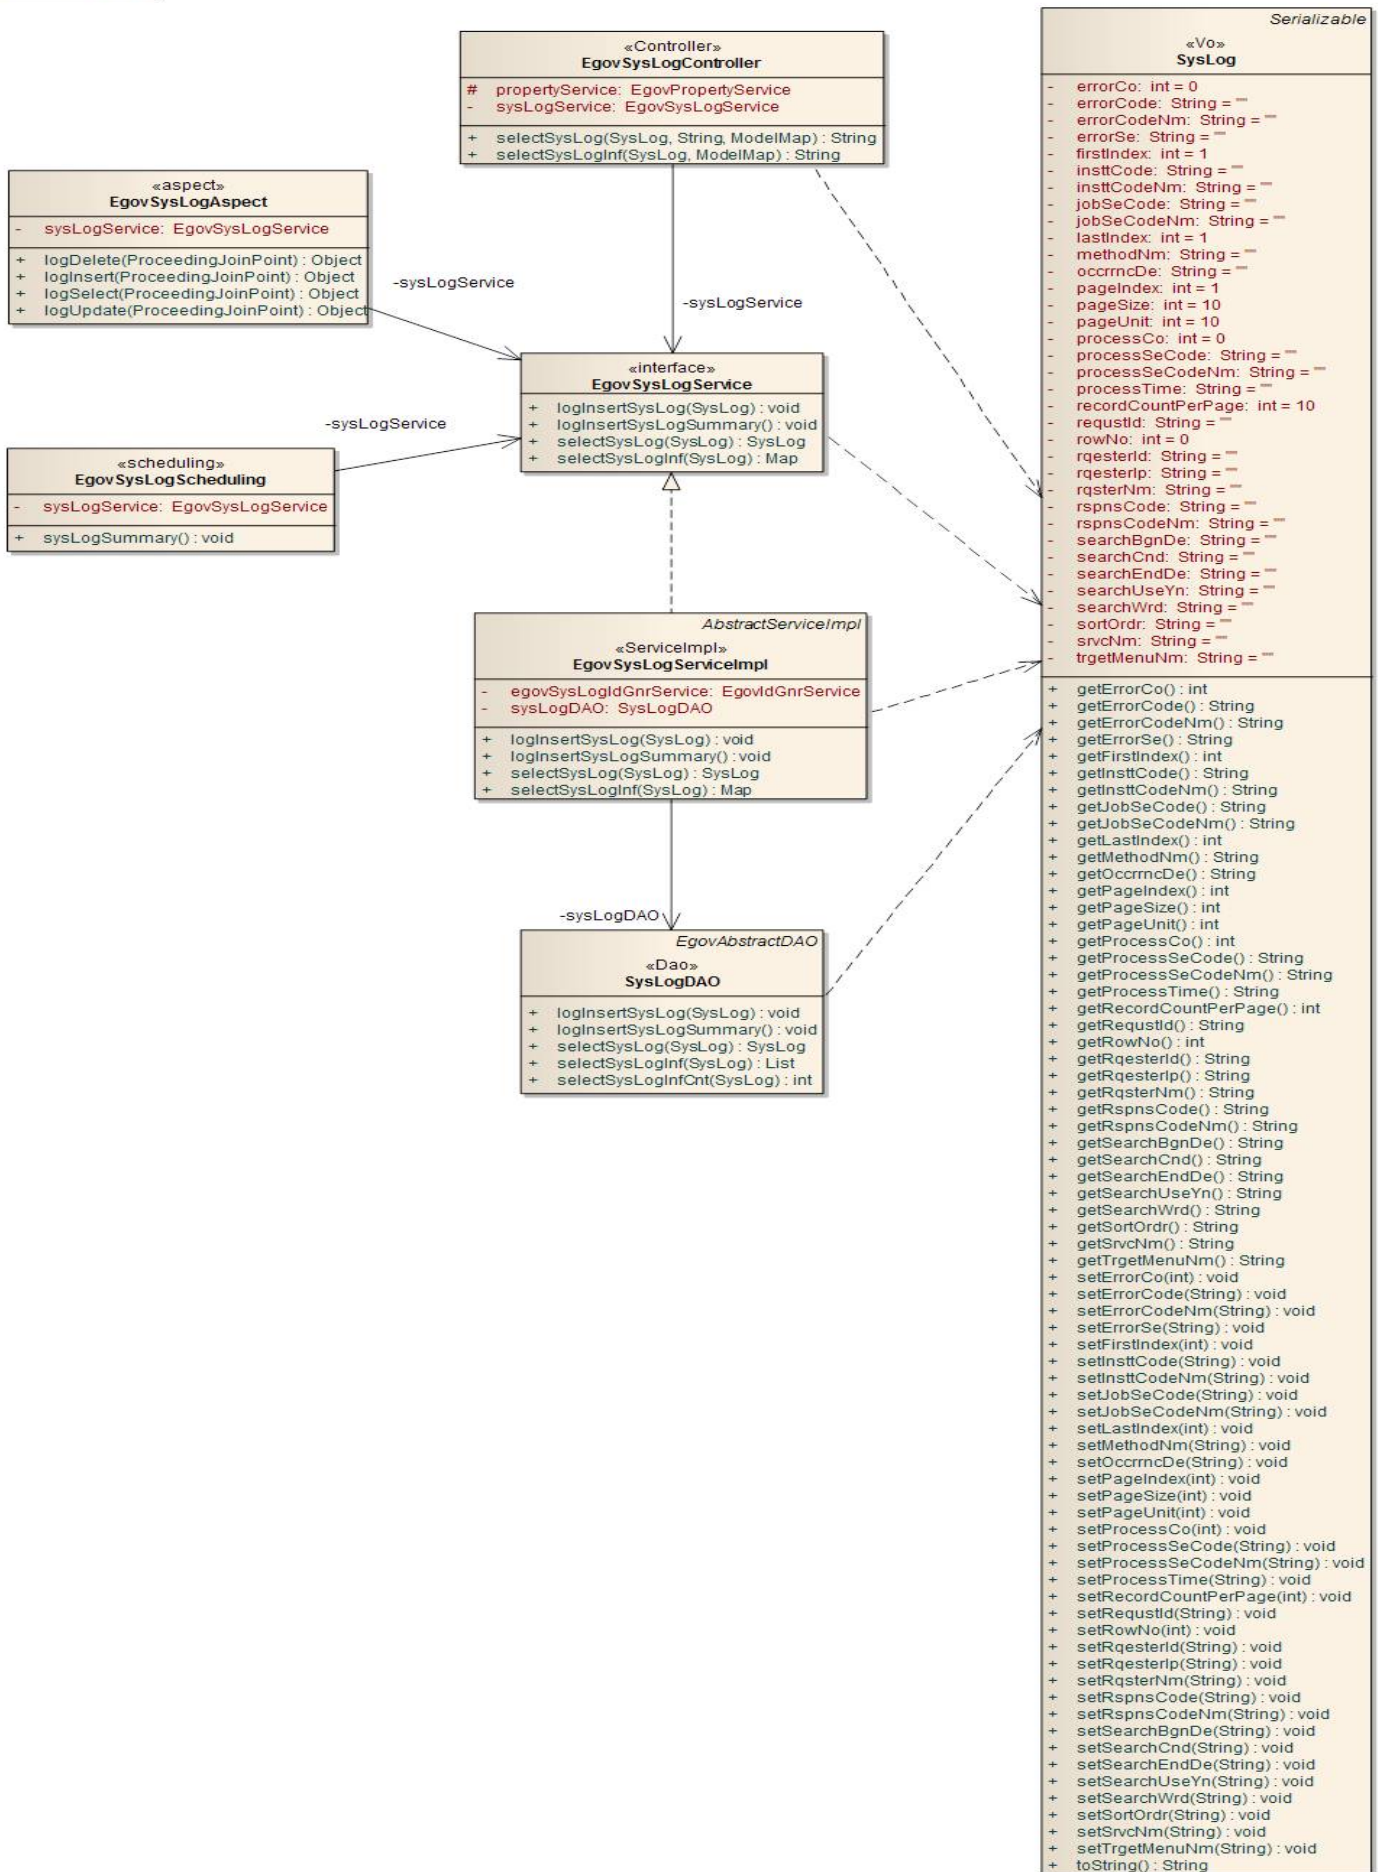 «Controller»
EgovSysLogController
# propertyService: EgovPropertyService
- sysLogService: EgovSysLogService
+ selectSysLog(SysLog, String, ModelMap) : String
+ selectSysLogInf(SysLog, ModelMap) : String
«aspect»
EgovSysLogAspect
- sysLogService: EgovSysLogService
+ logDelete(ProceedingJoinPoint) : Object
+ logInsert(ProceedingJoinPoint) : Object
+ logSelect(ProceedingJoinPoint) : Object
+ logUpdate(ProceedingJoinPoint) : Object
-sysLogService
-sysLogService
«interface»
EgovSysLogService
+ logInsertSysLog(SysLog) : void
+ logInsertSysLogSummary() : void
+ selectSysLog(SysLog) : SysLog
+ selectSysLogInf(SysLog) : Map
-sysLogService
«scheduling»
EgovSysLogScheduling
- sysLogService: EgovSysLogService
+ sysLogSummary() : void
AbstractServiceImpl
«ServiceImpl»
EgovSysLogServiceImpl
- egovSysLogIdGnrService: EgovIdGnrService
- sysLogDAO: SysLogDAO
+ logInsertSysLog(SysLog) : void
+ logInsertSysLogSummary() : void
+ selectSysLog(SysLog) : SysLog
+ selectSysLogInf(SysLog) : Map
-sysLogDAO
EgovAbstractDAO
«Dao»
SysLogDAO
+ logInsertSysLog(SysLog) : void
+ logInsertSysLogSummary() : void
+ selectSysLog(SysLog) : SysLog
+ selectSysLogInf(SysLog) : List
+ selectSysLogInfCnt(SysLog) : int
Serializable
«Vo»
SysLog
- errorCo: int = 0
- errorCode: String = ""
- errorCodeNm: String = ""
- errorSe: String = ""
- firstIndex: int = 1
- insttCode: String = ""
- insttCodeNm: String = ""
- jobSeCode: String = ""
- jobSeCodeNm: String = ""
- lastIndex: int = 1
- methodNm: String = ""
- occrrncDe: String = ""
- pageIndex: int = 1
- pageSize: int = 10
- pageUnit: int = 10
- processCo: int = 0
- processSeCode: String = ""
- processSeCodeNm: String = ""
- processTime: String = ""
- recordCountPerPage: int = 10
- requstId: String = ""
- rowNo: int = 0
- rqesterId: String = ""
- rqesterIp: String = ""
- rqsterNm: String = ""
- rspnsCode: String = ""
- rspnsCodeNm: String = ""
- searchBgnDe: String = ""
- searchCnd: String = ""
- searchEndDe: String = ""
- searchUseYn: String = ""
- searchWrd: String = ""
- sortOrdr: String = ""
- srvcNm: String = ""
- trgetMenuNm: String = ""
+ getErrorCo() : int
+ getErrorCode() : String
+ getErrorCodeNm() : String
+ getErrorSe() : String
+ getFirstIndex() : int
+ getInsttCode() : String
+ getInsttCodeNm() : String
+ getJobSeCode() : String
+ getJobSeCodeNm() : String
+ getLastIndex() : int
+ getMethodNm() : String
+ getOccrrncDe() : String
+ getPageIndex() : int
+ getPageSize() : int
+ getPageUnit() : int
+ getProcessCo() : int
+ getProcessSeCode() : String
+ getProcessSeCodeNm() : String
+ getProcessTime() : String
+ getRecordCountPerPage() : int
+ getRequstId() : String
+ getRowNo() : int
+ getRqesterId() : String
+ getRqesterIp() : String
+ getRqsterNm() : String
+ getRspnsCode() : String
+ getRspnsCodeNm() : String
+ getSearchBgnDe() : String
+ getSearchCnd() : String
+ getSearchEndDe() : String
+ getSearchUseYn() : String
+ getSearchWrd() : String
+ getSortOrdr() : String
+ getSrvcNm() : String
+ getTrgetMenuNm() : String
+ setErrorCo(int) : void
+ setErrorCode(String) : void
+ setErrorCodeNm(String) : void
+ setErrorSe(String) : void
+ setFirstIndex(int) : void
+ setInsttCode(String) : void
+ setInsttCodeNm(String) : void
+ setJobSeCode(String) : void
+ setJobSeCodeNm(String) : void
+ setLastIndex(int) : void
+ setMethodNm(String) : void
+ setOccrrncDe(String) : void
+ setPageIndex(int) : void
+ setPageSize(int) : void
+ setPageUnit(int) : void
+ setProcessCo(int) : void
+ setProcessSeCode(String) : void
+ setProcessSeCodeNm(String) : void
+ setProcessTime(String) : void
+ setRecordCountPerPage(int) : void
+ setRequstId(String) : void
+ setRowNo(int) : void
+ setRqesterId(String) : void
+ setRqesterIp(String) : void
+ setRqsterNm(String) : void
+ setRspnsCode(String) : void
+ setRspnsCodeNm(String) : void
+ setSearchBgnDe(String) : void
+ setSearchCnd(String) : void
+ setSearchEndDe(String) : void
+ setSearchUseYn(String) : void
+ setSearchWrd(String) : void
+ setSortOrdr(String) : void
+ setSrvcNm(String) : void
+ setTrgetMenuNm(String) : void
+ toString() : String